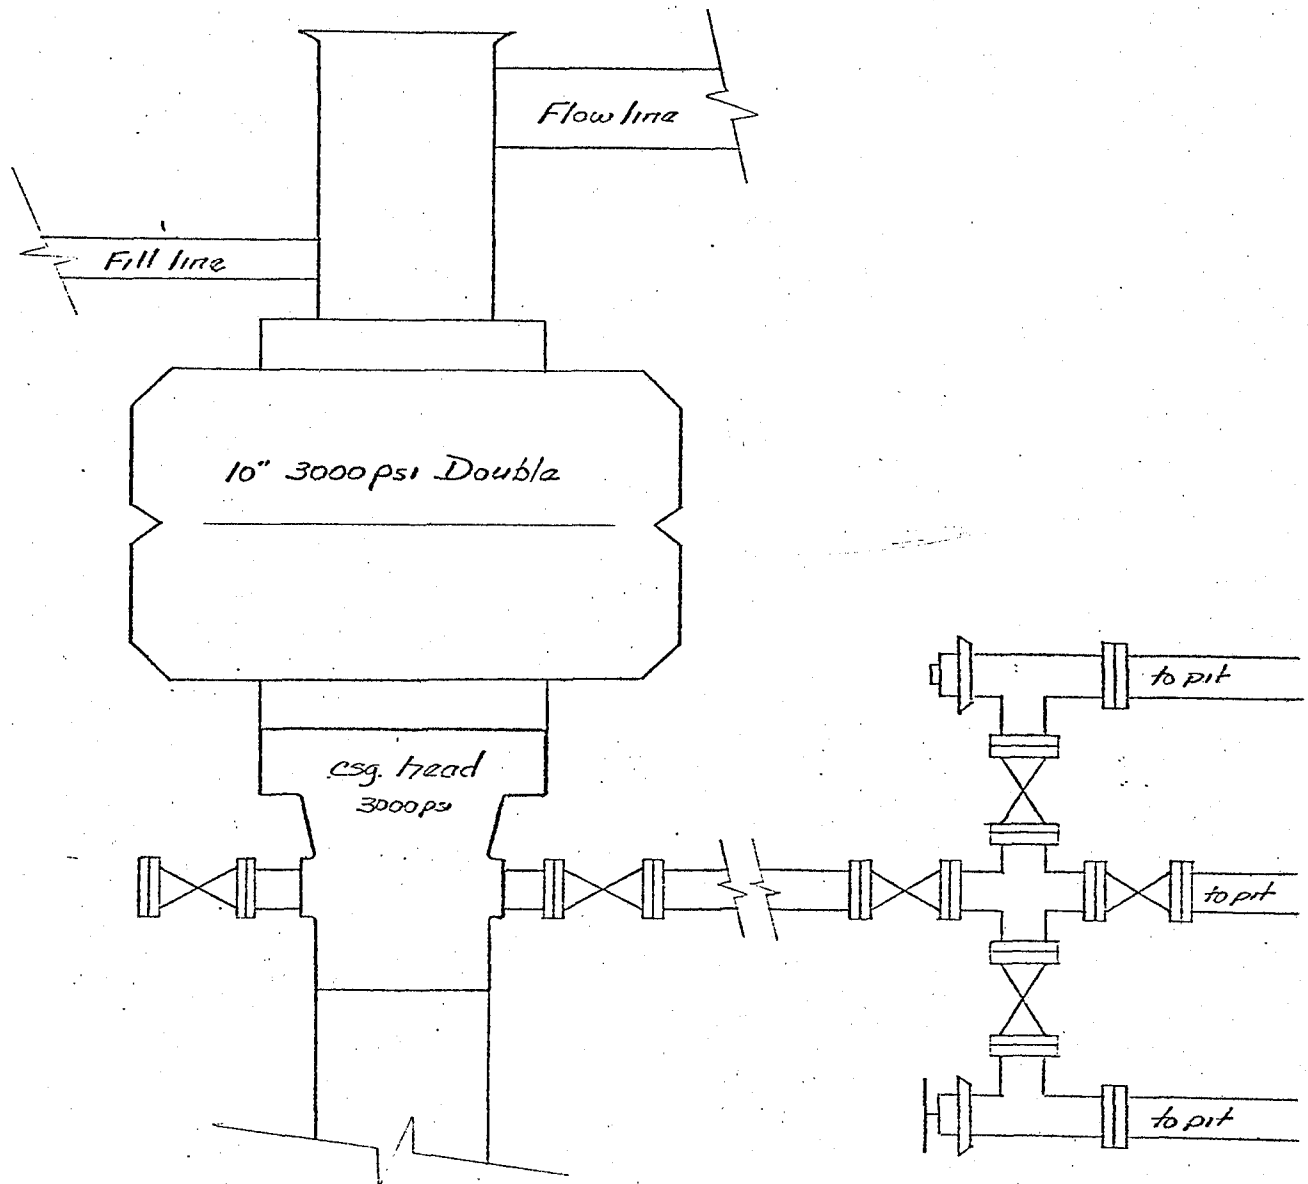 Flow line
Fill line
10" 3000 psi Double
csg. head
3000 psi
to pit
to pit
to pit